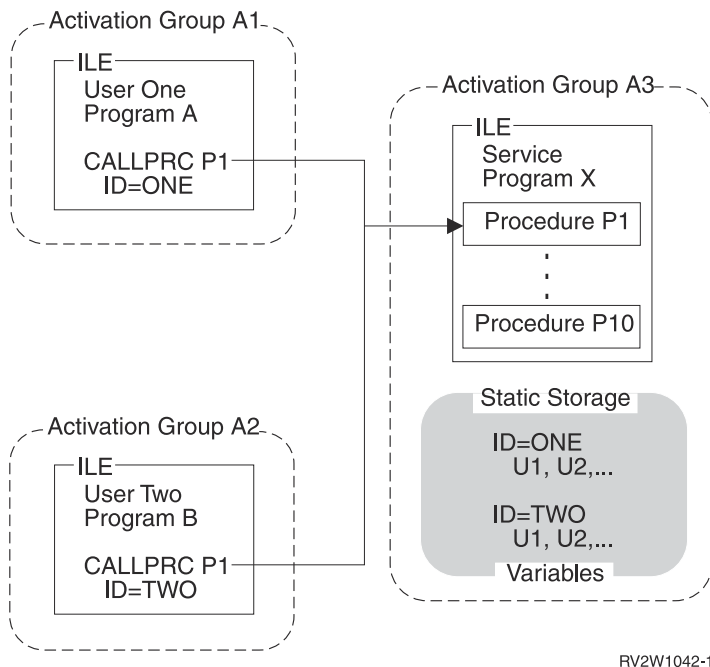 Activation Group A1
ILE
User One
Program A
CALLPRC P1
ID=ONE
Activation Group A2
ILE
User Two
Program B
CALLPRC P1
ID=TWO
Activation Group A3
ILE
Service
Program X
Procedure P1
Procedure P10
Static Storage
ID=ONE
U1, U2,...
ID=TWO
U1, U2,...
Variables
RV2W1042-1